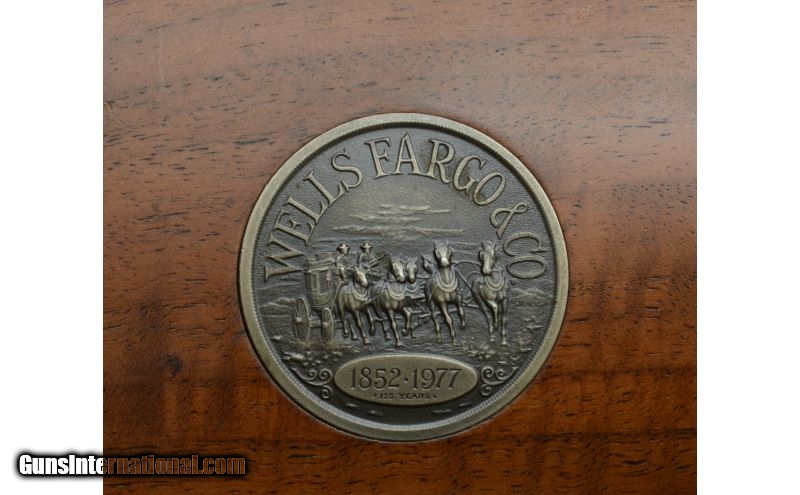 WELLS FARGO & CO
1852·1977
125 YEARS
GunsInternational.com